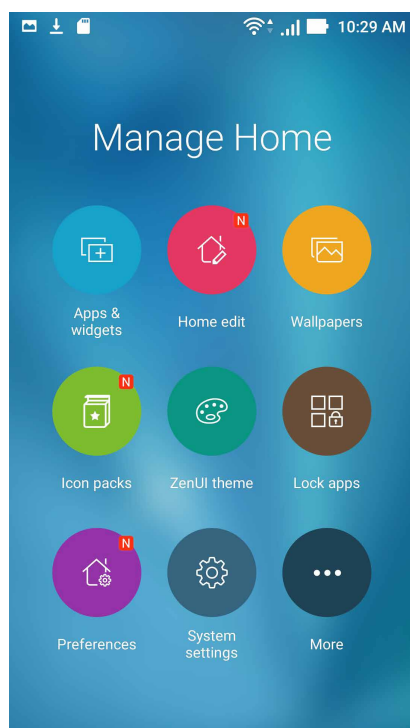 10:29 AM
Manage Home
N
Apps &
widgets
Home edit
Wallpapers
N
Icon packs
ZenUI theme
Lock apps
N
Preferences
System
settings
More